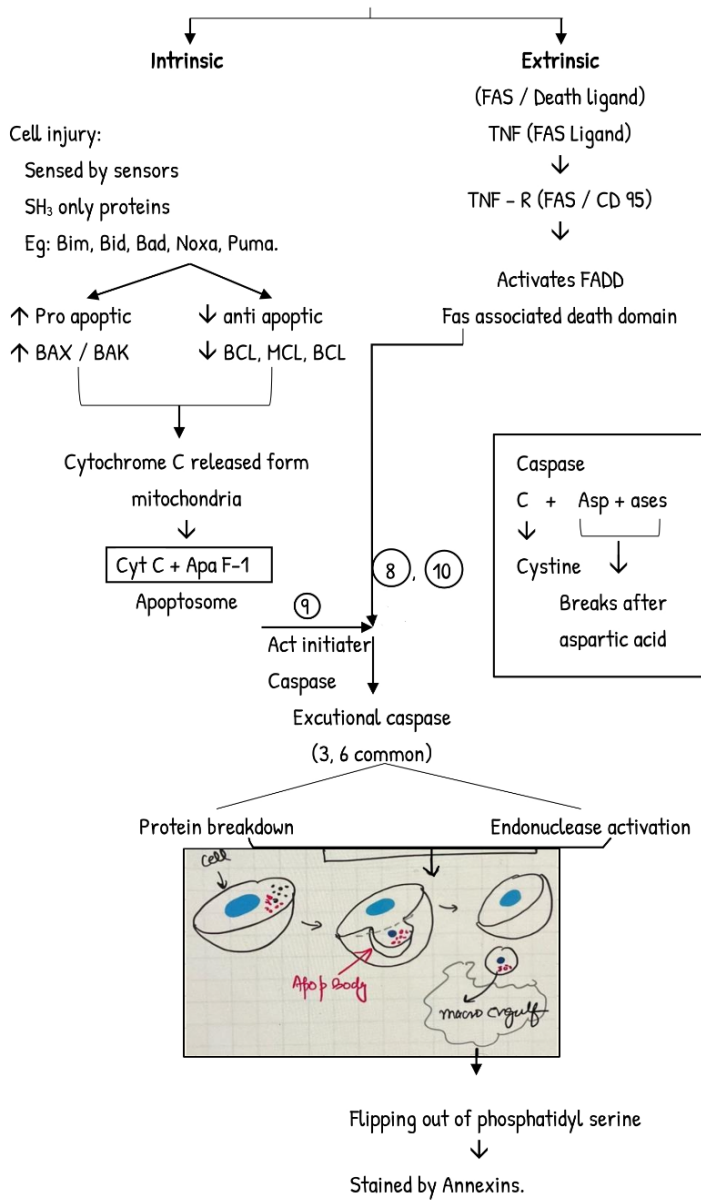 Intrinsic
Extrinsic
(FAS / Death ligand)
Cell injury:
TNF (FAS Ligand)
Sensed by sensors
SH₃ only proteins
TNF - R (FAS / CD 95)
Eg: Bim, Bid, Bad, Noxa, Puma.
Activates FADD
↑ Pro apoptic
↓ anti apoptic
Fas associated death domain
↑ BAX / BAK
↓ BCL, MCL, BCL
Cytochrome C released form
mitochondria
Cyt C + Apa F-1
Apoptosome
Caspase
C + Asp + ases
Cystine
Breaks after
aspartic acid
8, 10
9
Act initiater
Caspase
Excutional caspase
(3, 6 common)
Protein breakdown
Endonuclease activation
cell
Apop Body
macro engulf
Flipping out of phosphatidyl serine
Stained by Annexins.